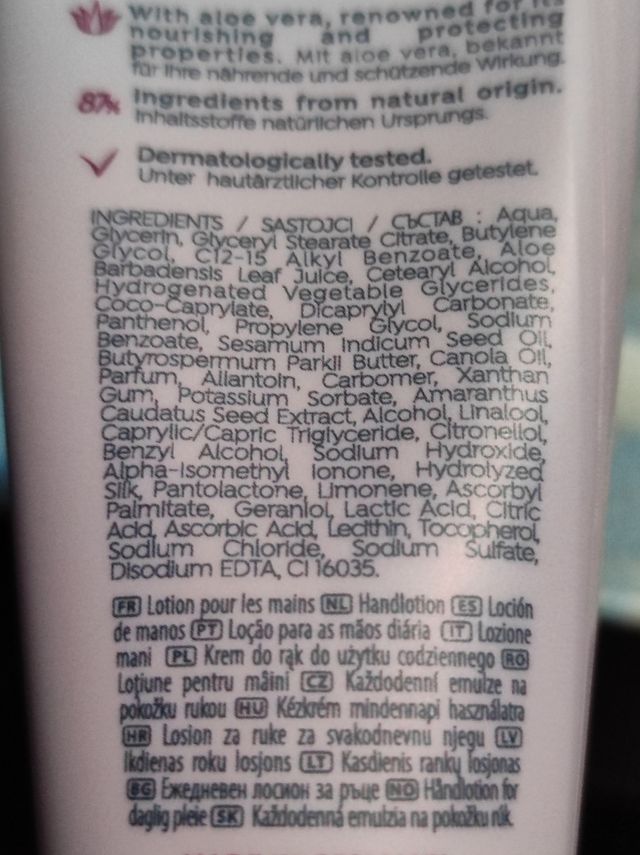 With aloe vera, renowned for its
nourishing and protecting
properties. Mit aloe vera, bekannt
für ihre nährende und schützende Wirkung.
87% Ingredients from natural origin.
Inhaltsstoffe natürlichen Ursprungs.
Dermatologically tested.
Unter hautärztlicher Kontrolle getestet.
INGREDIENTS / SASTOJCI / СЪСТАВ : Aqua,
Glycerin, Glyceryl Stearate Citrate, Butylene
Glycol, C12-15 Alkyl Benzoate, Aloe
Barbadensis Leaf Juice, Cetearyl Alcohol,
Hydrogenated Vegetable Glycerides,
Coco-Caprylate, Dicaprylyl Carbonate,
Panthenol, Propylene Glycol, Sodium
Benzoate, Sesamum Indicum Seed Oil,
Butyrospermum Parkii Butter, Canola Oil,
Parfum, Allantoin, Carbomer, Xanthan
Gum, Potassium Sorbate, Amaranthus
Caudatus Seed Extract, Alcohol, Linalool,
Caprylic/Capric Triglyceride, Citronellol,
Benzyl Alcohol, Sodium Hydroxide,
Alpha-Isomethyl Ionone, Hydrolyzed
Silk, Pantolactone, Limonene, Ascorbyl
Palmitate, Geraniol, Lactic Acid, Citric
Acid, Ascorbic Acid, Lecithin, Tocopherol,
Sodium Chloride, Sodium Sulfate,
Disodium EDTA, CI 16035.
FR Lotion pour les mains NL Handlotion ES Loción
de manos PT Loção para as mãos diária IT Lozione
mani PL Krem do rąk do użytku codziennego RO
Loțiune pentru mâini CZ Každodenní emulze na
pokožku rukou HU Kézkrém mindennapi használatra
HR Losion za ruke za svakodnevnu njegu LV
Ikdienas roku losjons LT Kasdienis rankų losjonas
BG Ежедневен лосион за ръце NO Håndlotion for
daglig pleie SK Každodenná emulzia na pokožku rúk.